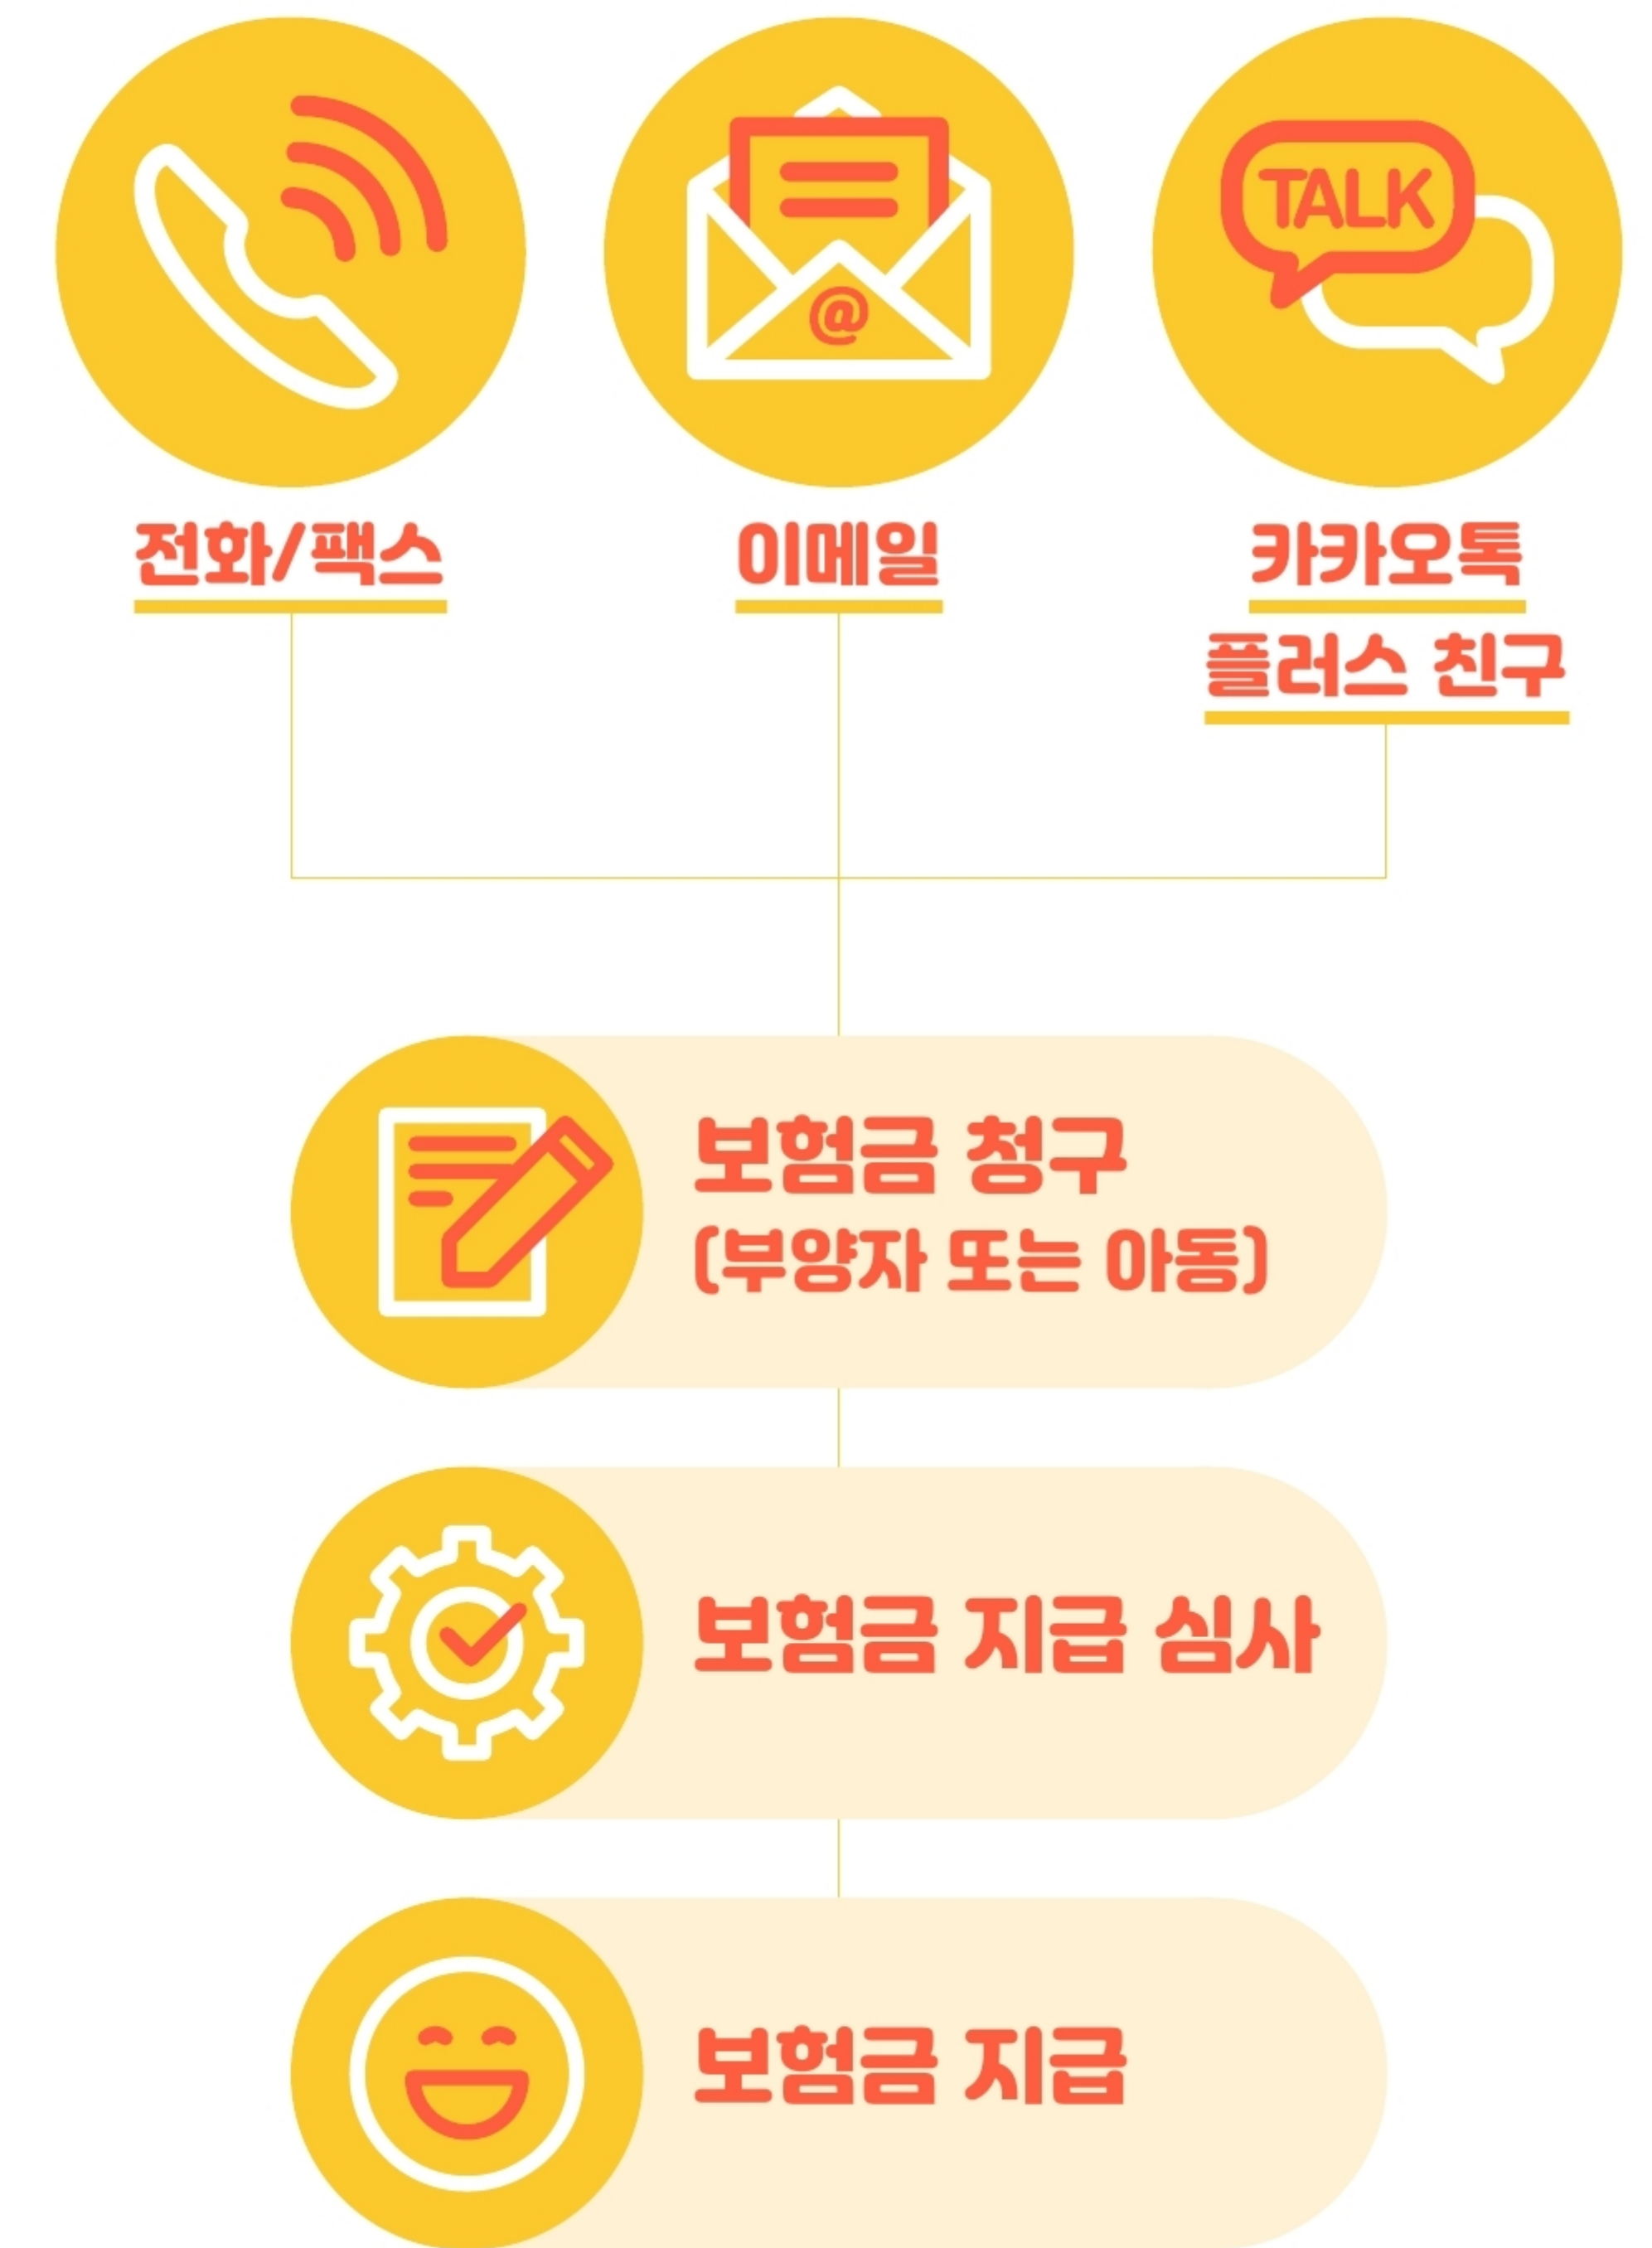 TALK
@
전화/팩스
이메일
카카오톡
플러스 친구
보험금 청구
(부양자 또는 아동)
보험금 지급 심사
보험금 지급